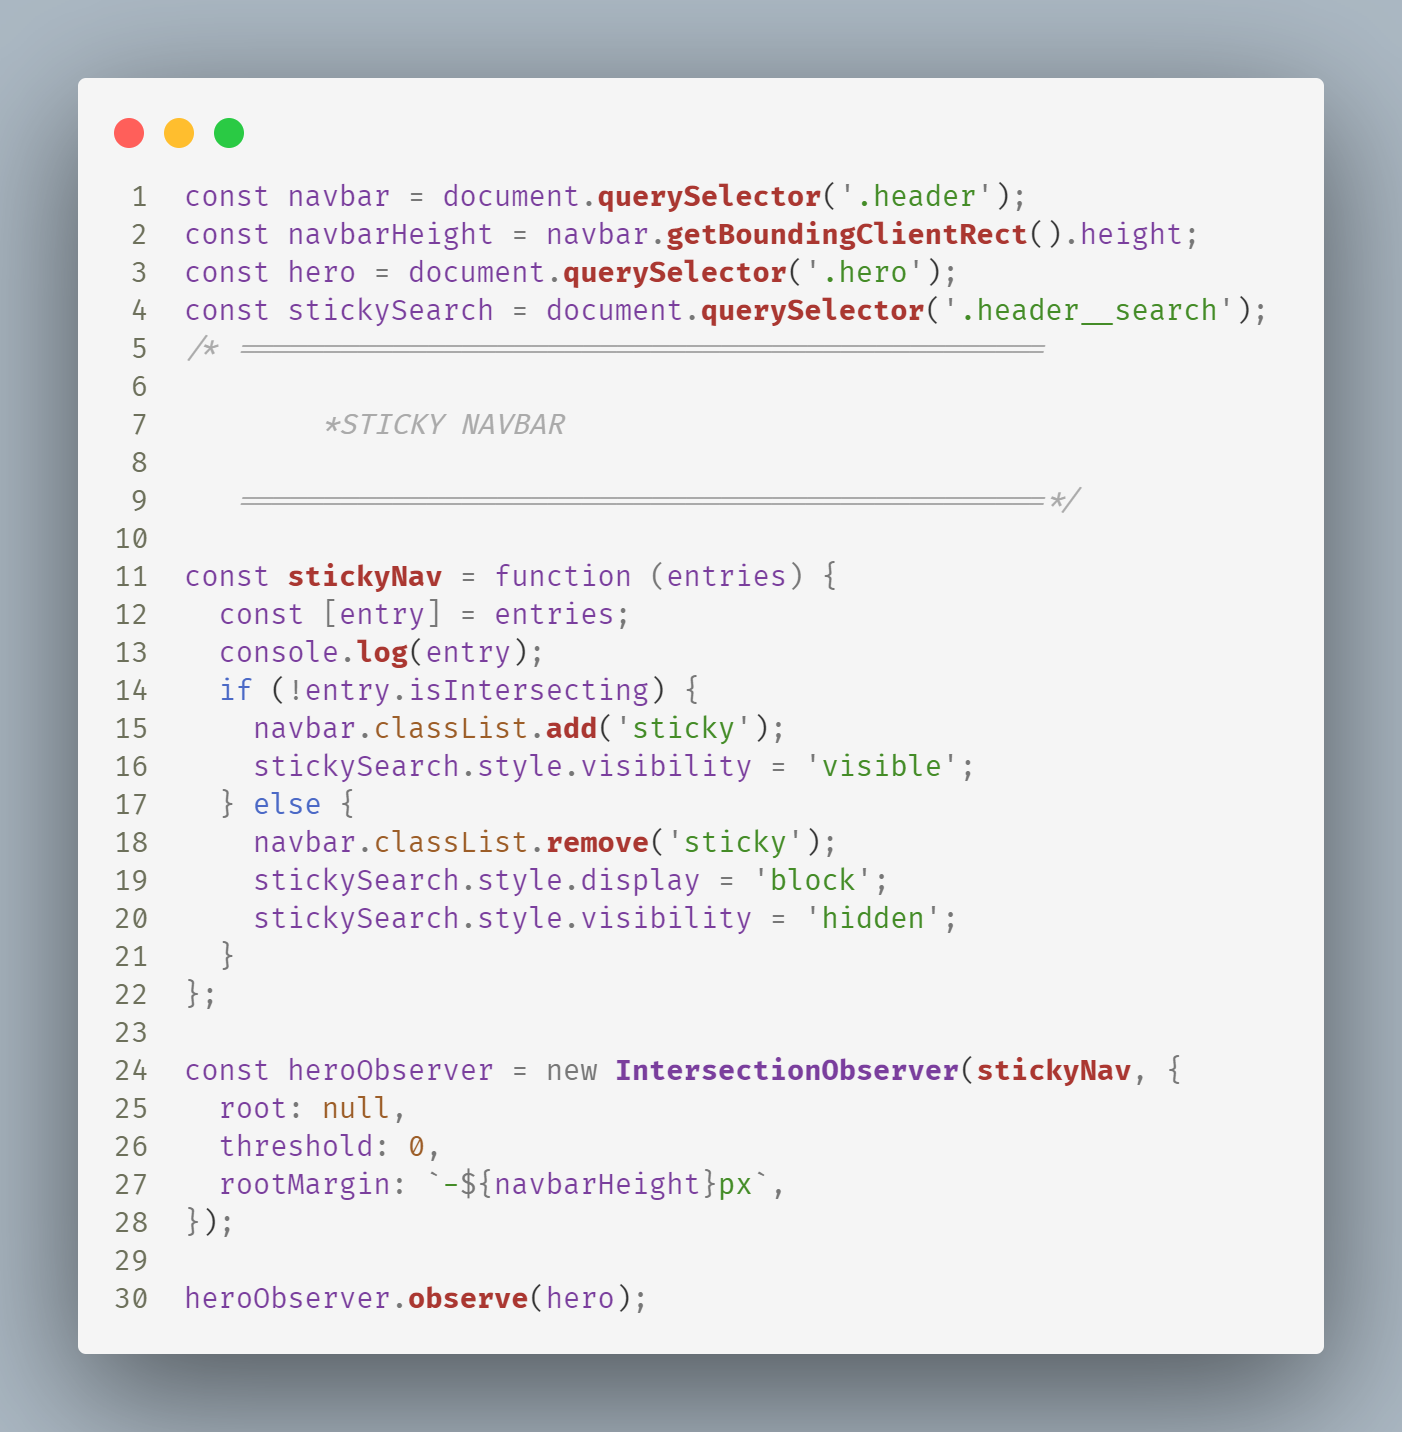 1 const navbar = document.querySelector('.header');
2 const navbarHeight = navbar.getBoundingClientRect().height;
3 const hero = document.querySelector('.hero');
4 const stickySearch = document.querySelector('.header__search');
5 /* ===============================================
6
7         *STICKY NAVBAR
8
9    ===============================================*/
10
11 const stickyNav = function (entries) {
12   const [entry] = entries;
13   console.log(entry);
14   if (!entry.isIntersecting) {
15     navbar.classList.add('sticky');
16     stickySearch.style.visibility = 'visible';
17   } else {
18     navbar.classList.remove('sticky');
19     stickySearch.style.display = 'block';
20     stickySearch.style.visibility = 'hidden';
21   }
22 };
23
24 const heroObserver = new IntersectionObserver(stickyNav, {
25   root: null,
26   threshold: 0,
27   rootMargin: `-${navbarHeight}px`,
28 });
29
30 heroObserver.observe(hero);